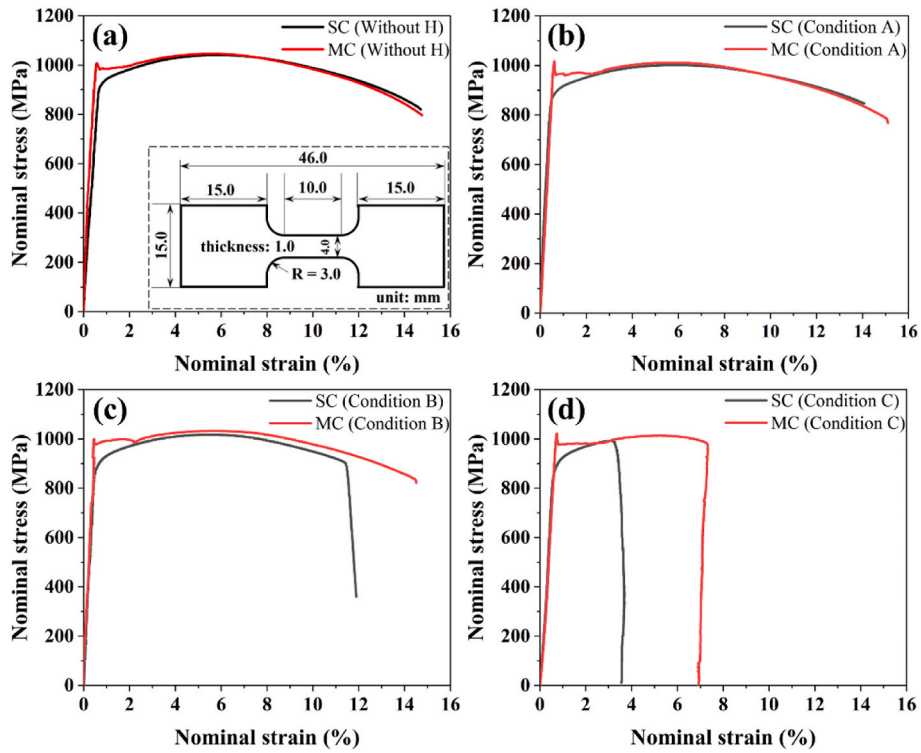 (a)
SC (Without H)
MC (Without H)
Nominal stress (MPa)
1200
1000
800
600
400
200
0
0 2 4 6 8 10 12 14 16
Nominal strain (%)
46.0
15.0 10.0 15.0
15.0
thickness: 1.0
4.0
R = 3.0
unit: mm
(b)
SC (Condition A)
MC (Condition A)
Nominal stress (MPa)
1200
1000
800
600
400
200
0
0 2 4 6 8 10 12 14 16
Nominal strain (%)
(c)
SC (Condition B)
MC (Condition B)
Nominal stress (MPa)
1200
1000
800
600
400
200
0
0 2 4 6 8 10 12 14 16
Nominal strain (%)
(d)
SC (Condition C)
MC (Condition C)
Nominal stress (MPa)
1200
1000
800
600
400
200
0
0 2 4 6 8 10 12 14 16
Nominal strain (%)